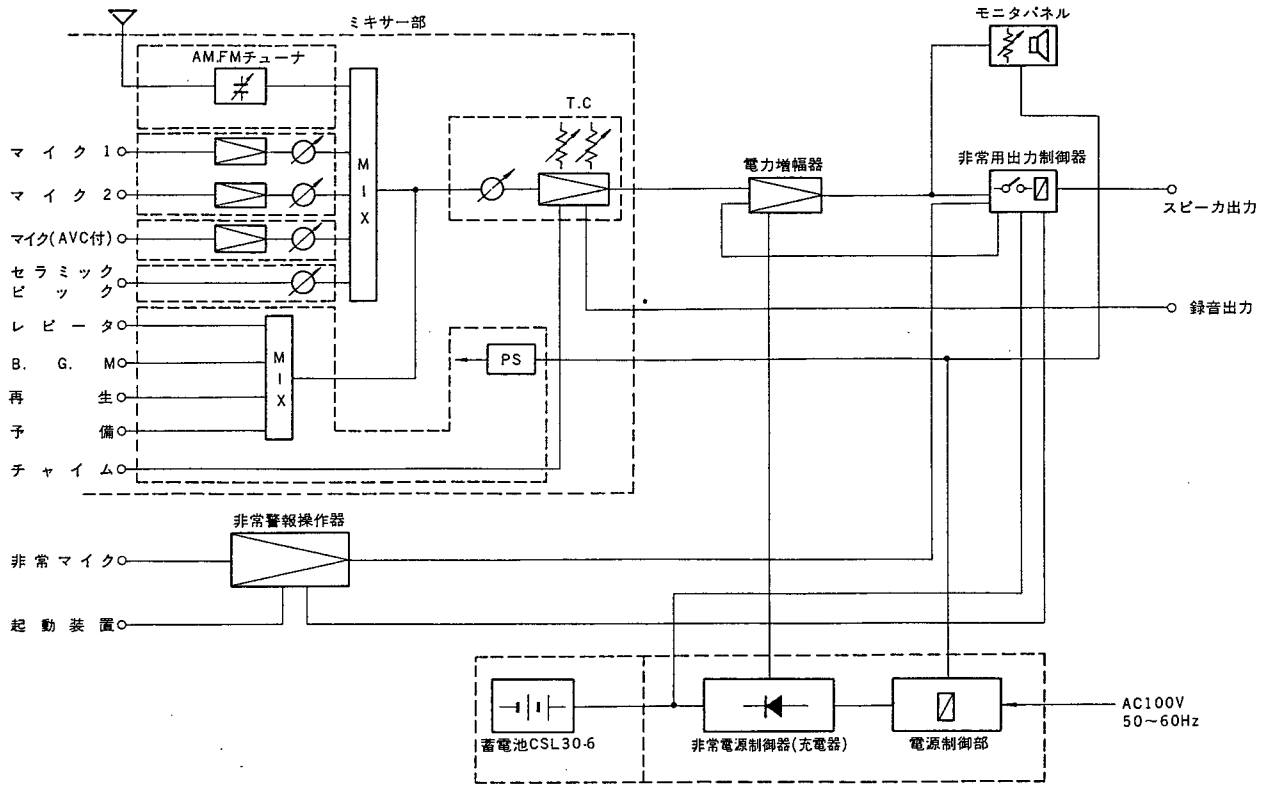 ミキサー部
モニタパネル
AM.FMチューナ
T.C
MIX
マイク1
マイク2
マイク(AVC付)
セラミック
ピック
電力増幅器
非常用出力制御器
スピーカ出力
録音出力
レピータ
B. G. M
再生
予備
チャイム
MIX
PS
非常警報操作器
非常マイク
起動装置
AC100V
50~60Hz
蓄電池CSL30-6
非常電源制御器(充電器)
電源制御部